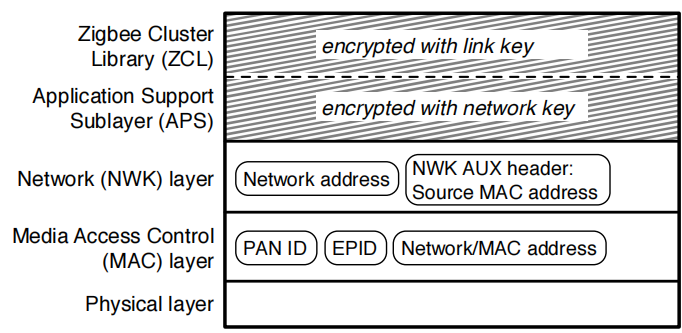 Zigbee Cluster
Library (ZCL)
encrypted with link key
Application Support
Sublayer (APS)
encrypted with network key
Network (NWK) layer
Network address
NWK AUX header:
Source MAC address
Media Access Control
(MAC) layer
PAN ID
EPID
Network/MAC address
Physical layer